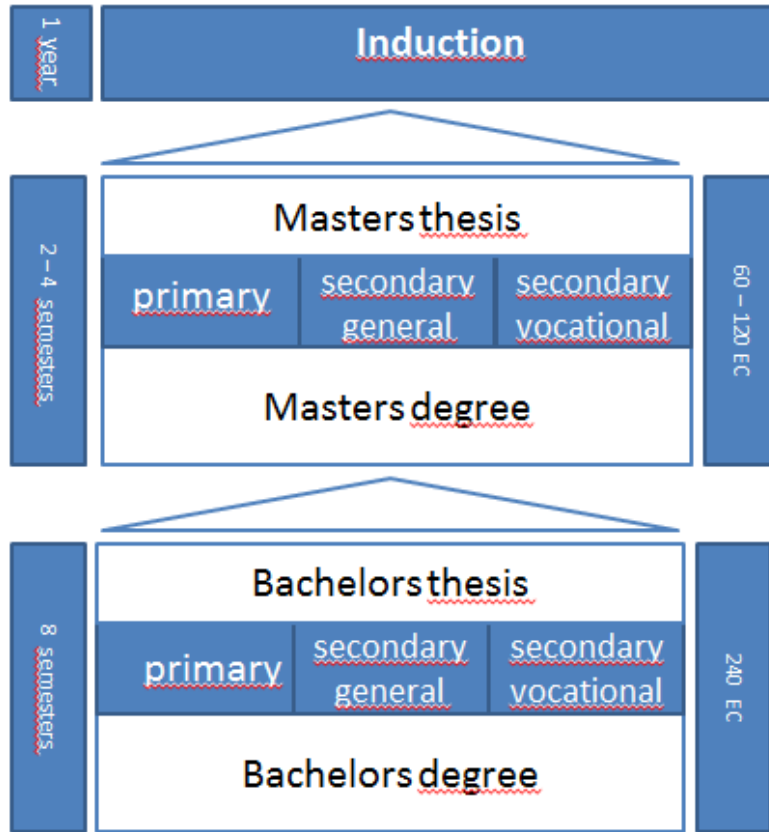 1 year
Induction
2 – 4 semesters
Masters thesis
primary
secondary
general
secondary
vocational
Masters degree
60 – 120 EC
8 semesters
Bachelors thesis
primary
secondary
general
secondary
vocational
Bachelors degree
240 EC